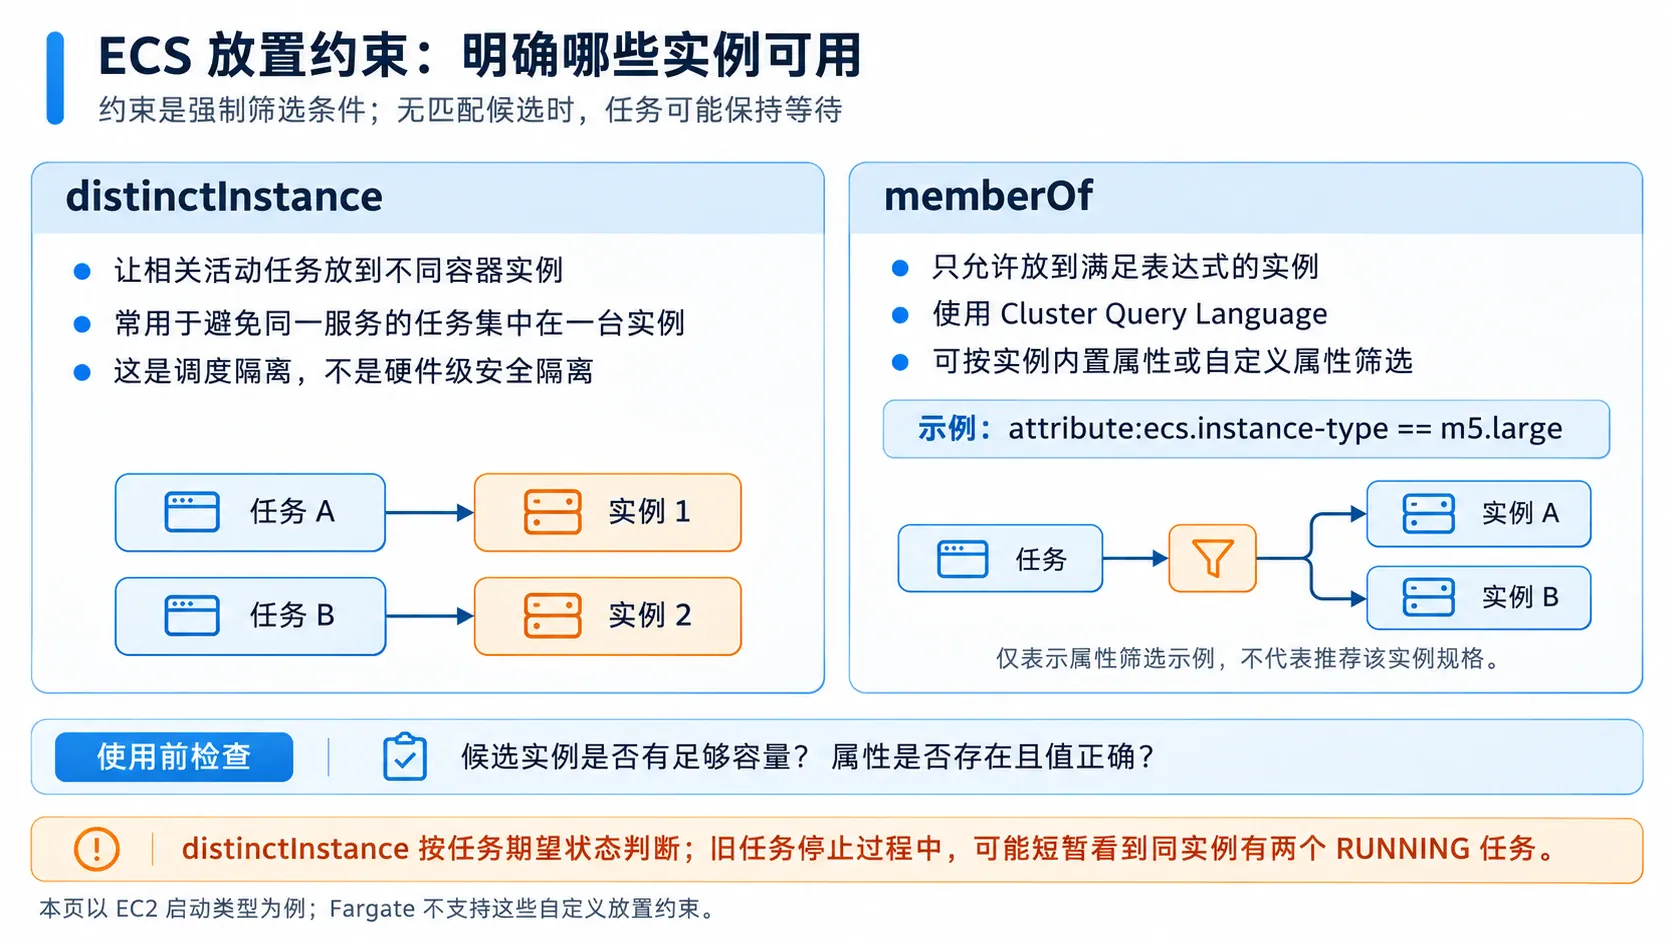 ECS 放置约束：明确哪些实例可用
约束是强制筛选条件；无匹配候选时，任务可能保持等待
distinctInstance
让相关活动任务放到不同容器实例
常用于避免同一服务的任务集中在一台实例
这是调度隔离，不是硬件级安全隔离
任务 A
实例 1
任务 B
实例 2
memberOf
只允许放到满足表达式的实例
使用 Cluster Query Language
可按实例内置属性或自定义属性筛选
示例：attribute:ecs.instance-type == m5.large
任务
实例 A
实例 B
仅表示属性筛选示例，不代表推荐该实例规格。
使用前检查
候选实例是否有足够容量？ 属性是否存在且值正确？
distinctInstance 按任务期望状态判断；旧任务停止过程中，可能短暂看到同实例有两个 RUNNING 任务。
本页以 EC2 启动类型为例；Fargate 不支持这些自定义放置约束。